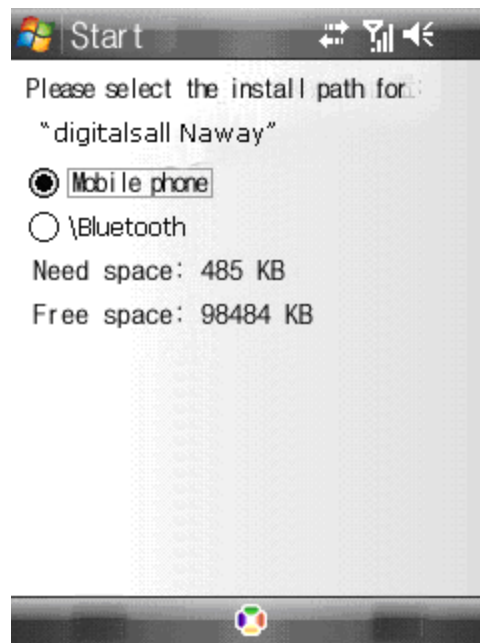 Start
Please select the install path for:
"digitalsall Naway"
Mobile phone
\Bluetooth
Need space: 485 KB
Free space: 98484 KB